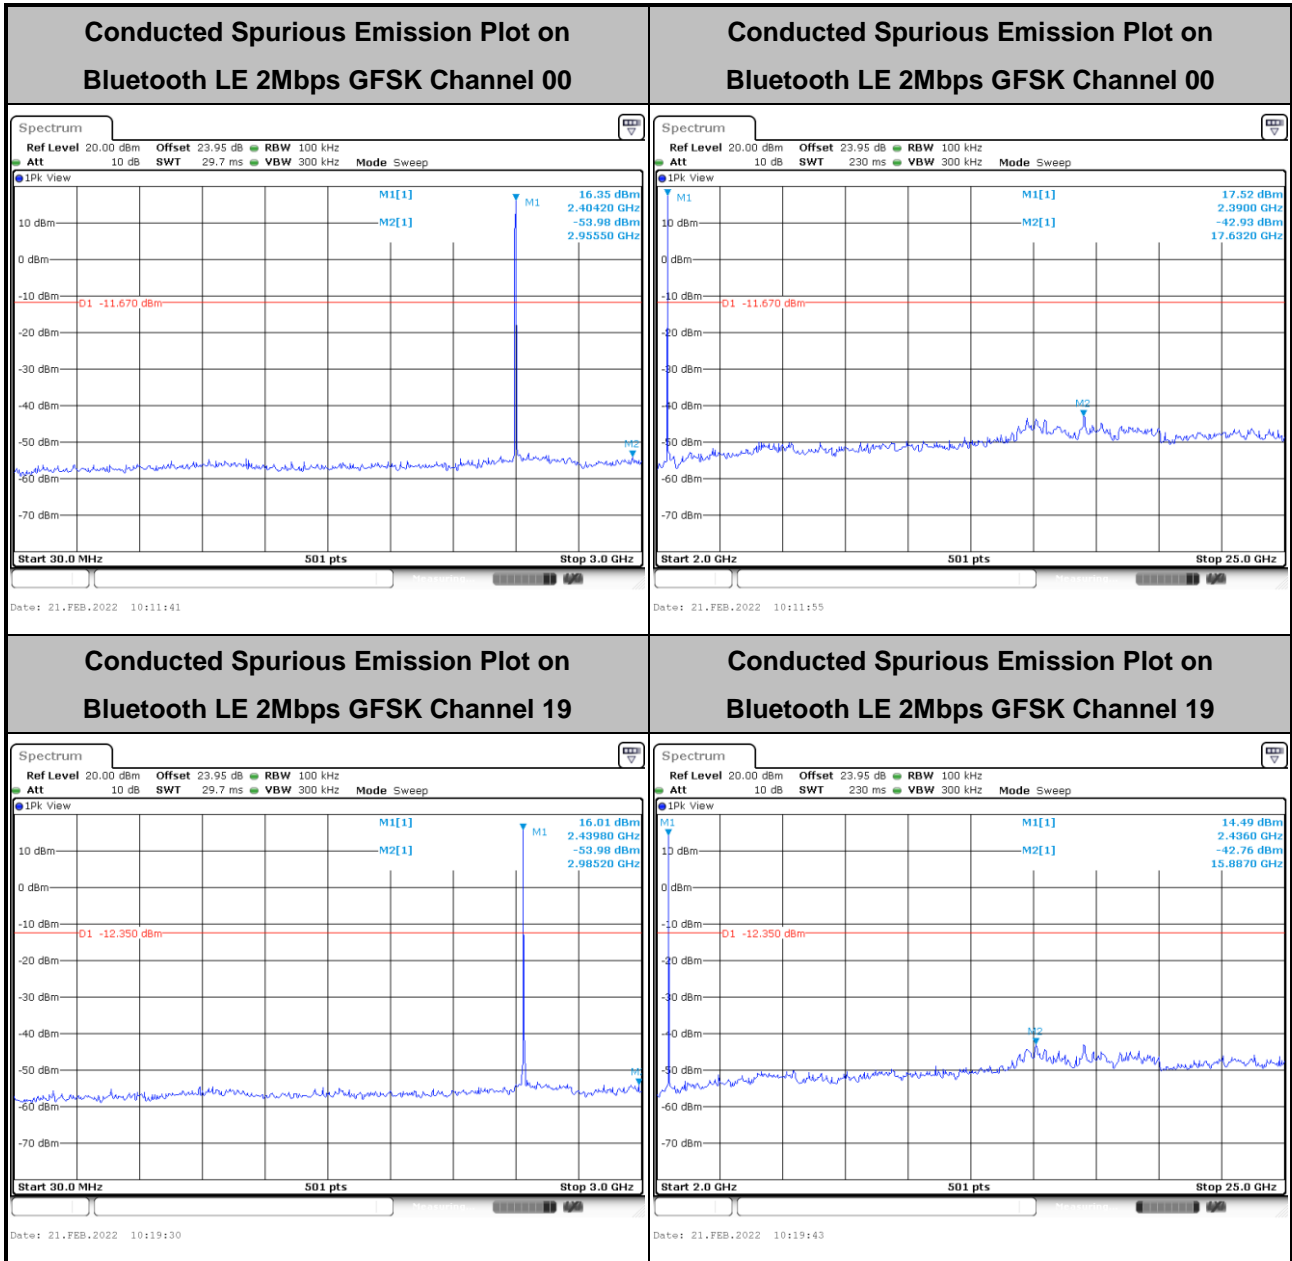 Conducted Spurious Emission Plot on
Bluetooth LE 2Mbps GFSK Channel 00
Spectrum
Ref Level 20.00 dBm Offset 23.95 dB RBW 100 kHz
Att 10 dB SWT 29.7 ms VBW 300 kHz Mode Sweep
1Pk View
M1[1] 16.35 dBm
2.40420 GHz
M2[1] -53.98 dBm
2.95550 GHz
M1
10 dBm
0 dBm
-10 dBm
D1 -11.670 dBm
-20 dBm
-30 dBm
-40 dBm
-50 dBm
M2
-60 dBm
-70 dBm
Start 30.0 MHz 501 pts Stop 3.0 GHz
Measuring...
Date: 21.FEB.2022 10:11:41
Conducted Spurious Emission Plot on
Bluetooth LE 2Mbps GFSK Channel 00
Spectrum
Ref Level 20.00 dBm Offset 23.95 dB RBW 100 kHz
Att 10 dB SWT 230 ms VBW 300 kHz Mode Sweep
1Pk View
M1[1] 17.52 dBm
2.3900 GHz
M2[1] -42.93 dBm
17.6320 GHz
M1
10 dBm
0 dBm
-10 dBm
D1 -11.670 dBm
-20 dBm
-30 dBm
-40 dBm
M2
-50 dBm
-60 dBm
-70 dBm
Start 2.0 GHz 501 pts Stop 25.0 GHz
Measuring...
Date: 21.FEB.2022 10:11:55
Conducted Spurious Emission Plot on
Bluetooth LE 2Mbps GFSK Channel 19
Spectrum
Ref Level 20.00 dBm Offset 23.95 dB RBW 100 kHz
Att 10 dB SWT 29.7 ms VBW 300 kHz Mode Sweep
1Pk View
M1[1] 16.01 dBm
2.43980 GHz
M2[1] -53.98 dBm
2.98520 GHz
M1
10 dBm
0 dBm
-10 dBm
D1 -12.350 dBm
-20 dBm
-30 dBm
-40 dBm
-50 dBm
-60 dBm
-70 dBm
Start 30.0 MHz 501 pts Stop 3.0 GHz
Measuring...
Date: 21.FEB.2022 10:19:30
Conducted Spurious Emission Plot on
Bluetooth LE 2Mbps GFSK Channel 19
Spectrum
Ref Level 20.00 dBm Offset 23.95 dB RBW 100 kHz
Att 10 dB SWT 230 ms VBW 300 kHz Mode Sweep
1Pk View
M1
M1[1] 14.49 dBm
2.4360 GHz
M2[1] -42.76 dBm
15.8870 GHz
10 dBm
0 dBm
-10 dBm
D1 -12.350 dBm
-20 dBm
-30 dBm
-40 dBm
M2
-50 dBm
-60 dBm
-70 dBm
Start 2.0 GHz 501 pts Stop 25.0 GHz
Measuring...
Date: 21.FEB.2022 10:19:43